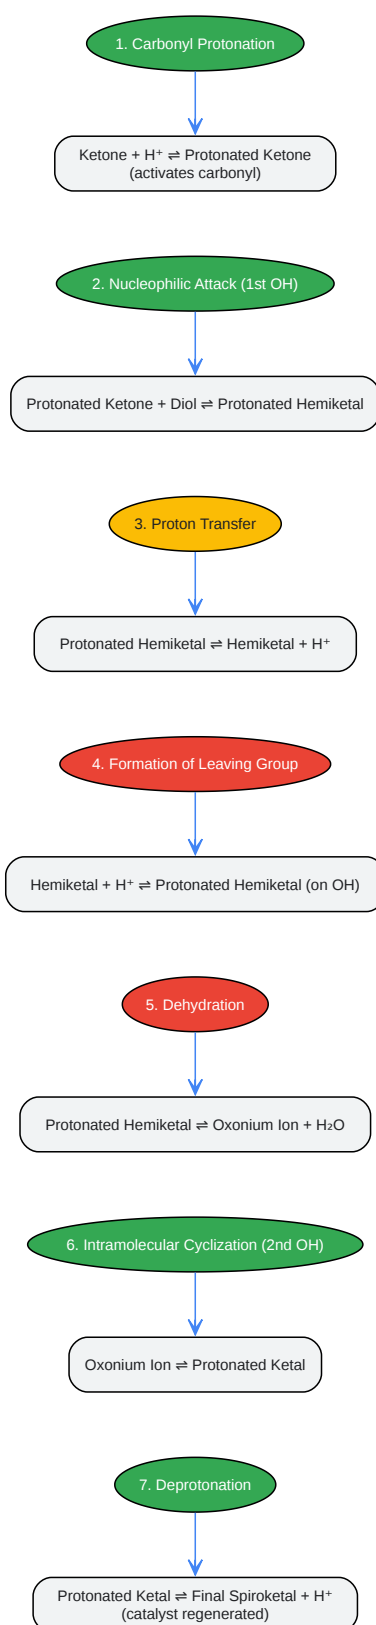 1. Carbonyl Protonation
Ketone + H⁺ ⇌ Protonated Ketone
(activates carbonyl)
2. Nucleophilic Attack (1st OH)
Protonated Ketone + Diol ⇌ Protonated Hemiketal
3. Proton Transfer
Protonated Hemiketal ⇌ Hemiketal + H⁺
4. Formation of Leaving Group
Hemiketal + H⁺ ⇌ Protonated Hemiketal (on OH)
5. Dehydration
Protonated Hemiketal ⇌ Oxonium Ion + H₂O
6. Intramolecular Cyclization (2nd OH)
Oxonium Ion ⇌ Protonated Ketal
7. Deprotonation
Protonated Ketal ⇌ Final Spiroketal + H⁺
(catalyst regenerated)